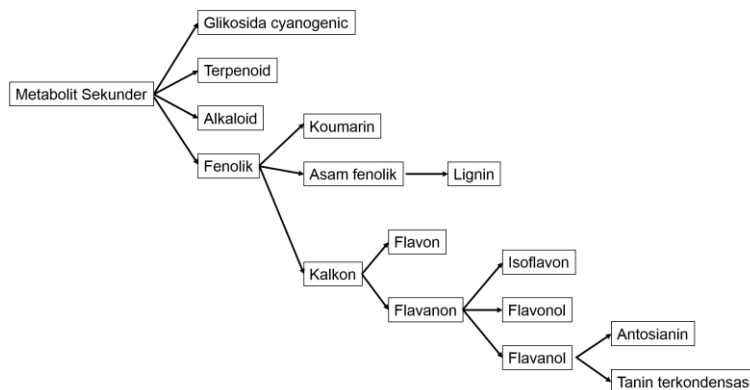 Glikosida cyanogenic
Terpenoid
Metabolit Sekunder
Alkaloid
Koumarin
Fenolik
Asam fenolik
Lignin
Flavon
Isoflavon
Kalkon
Flavanon
Flavonol
Antosianin
Flavanol
Tanin terkondensasi